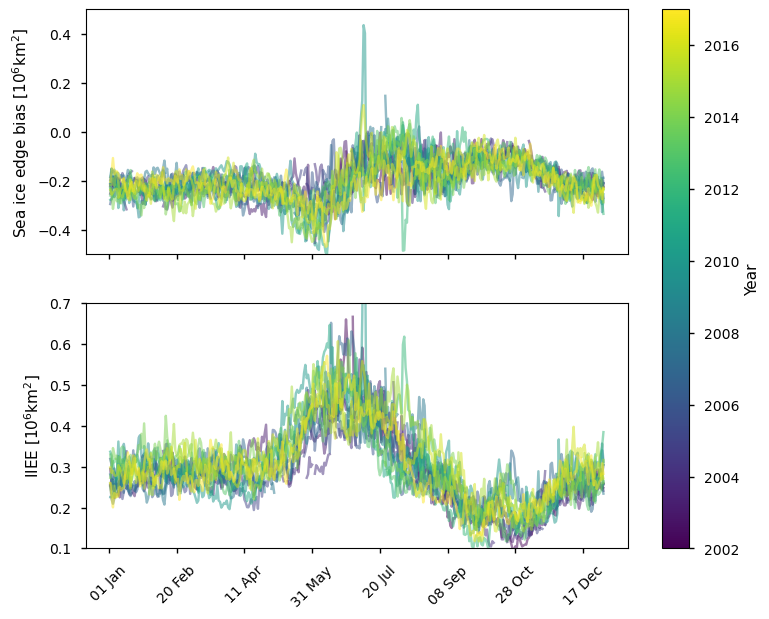 Sea ice edge bias [10⁶km²]
0.4
0.2
0.0
−0.2
−0.4
IIEE [10⁶km²]
0.7
0.6
0.5
0.4
0.3
0.2
0.1
01 Jan
20 Feb
11 Apr
31 May
20 Jul
08 Sep
28 Oct
17 Dec
2016
2014
2012
2010
2008
2006
2004
2002
Year